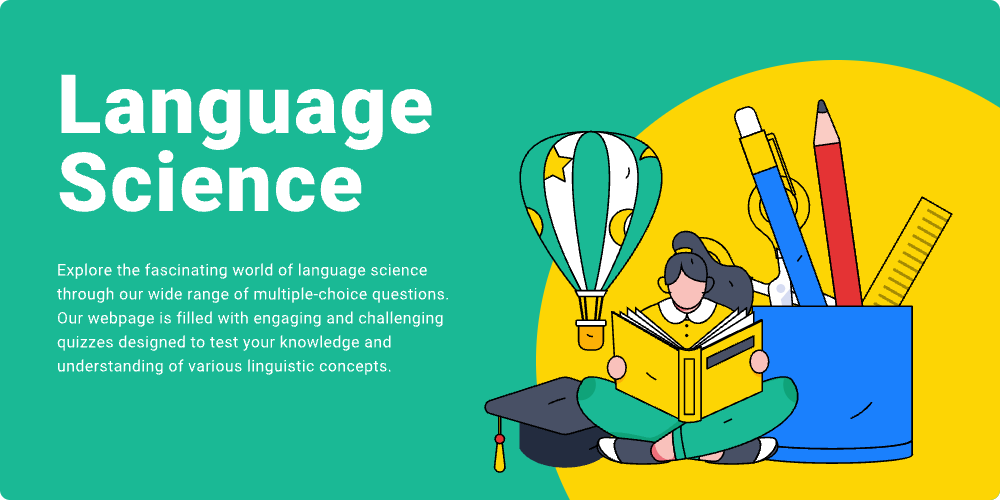 Language
Science
Explore the fascinating world of language science
through our wide range of multiple-choice questions.
Our webpage is filled with engaging and challenging
quizzes designed to test your knowledge and
understanding of various linguistic concepts.